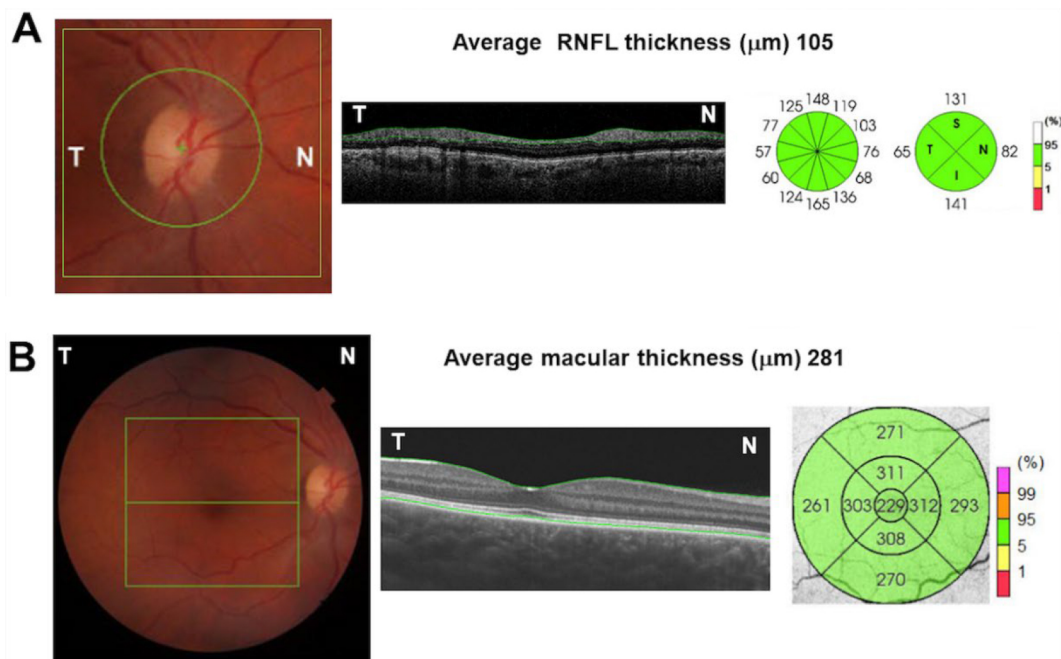 A
Average RNFL thickness (μm) 105
T N
T N
125 148 119
77 103
57 76
60 68
124 165 136
131
S
65 T N 82
I
141
(%)
95
5
1
B
Average macular thickness (μm) 281
T N
T N
271
311
261 303 229 312 293
308
270
(%)
99
95
5
1